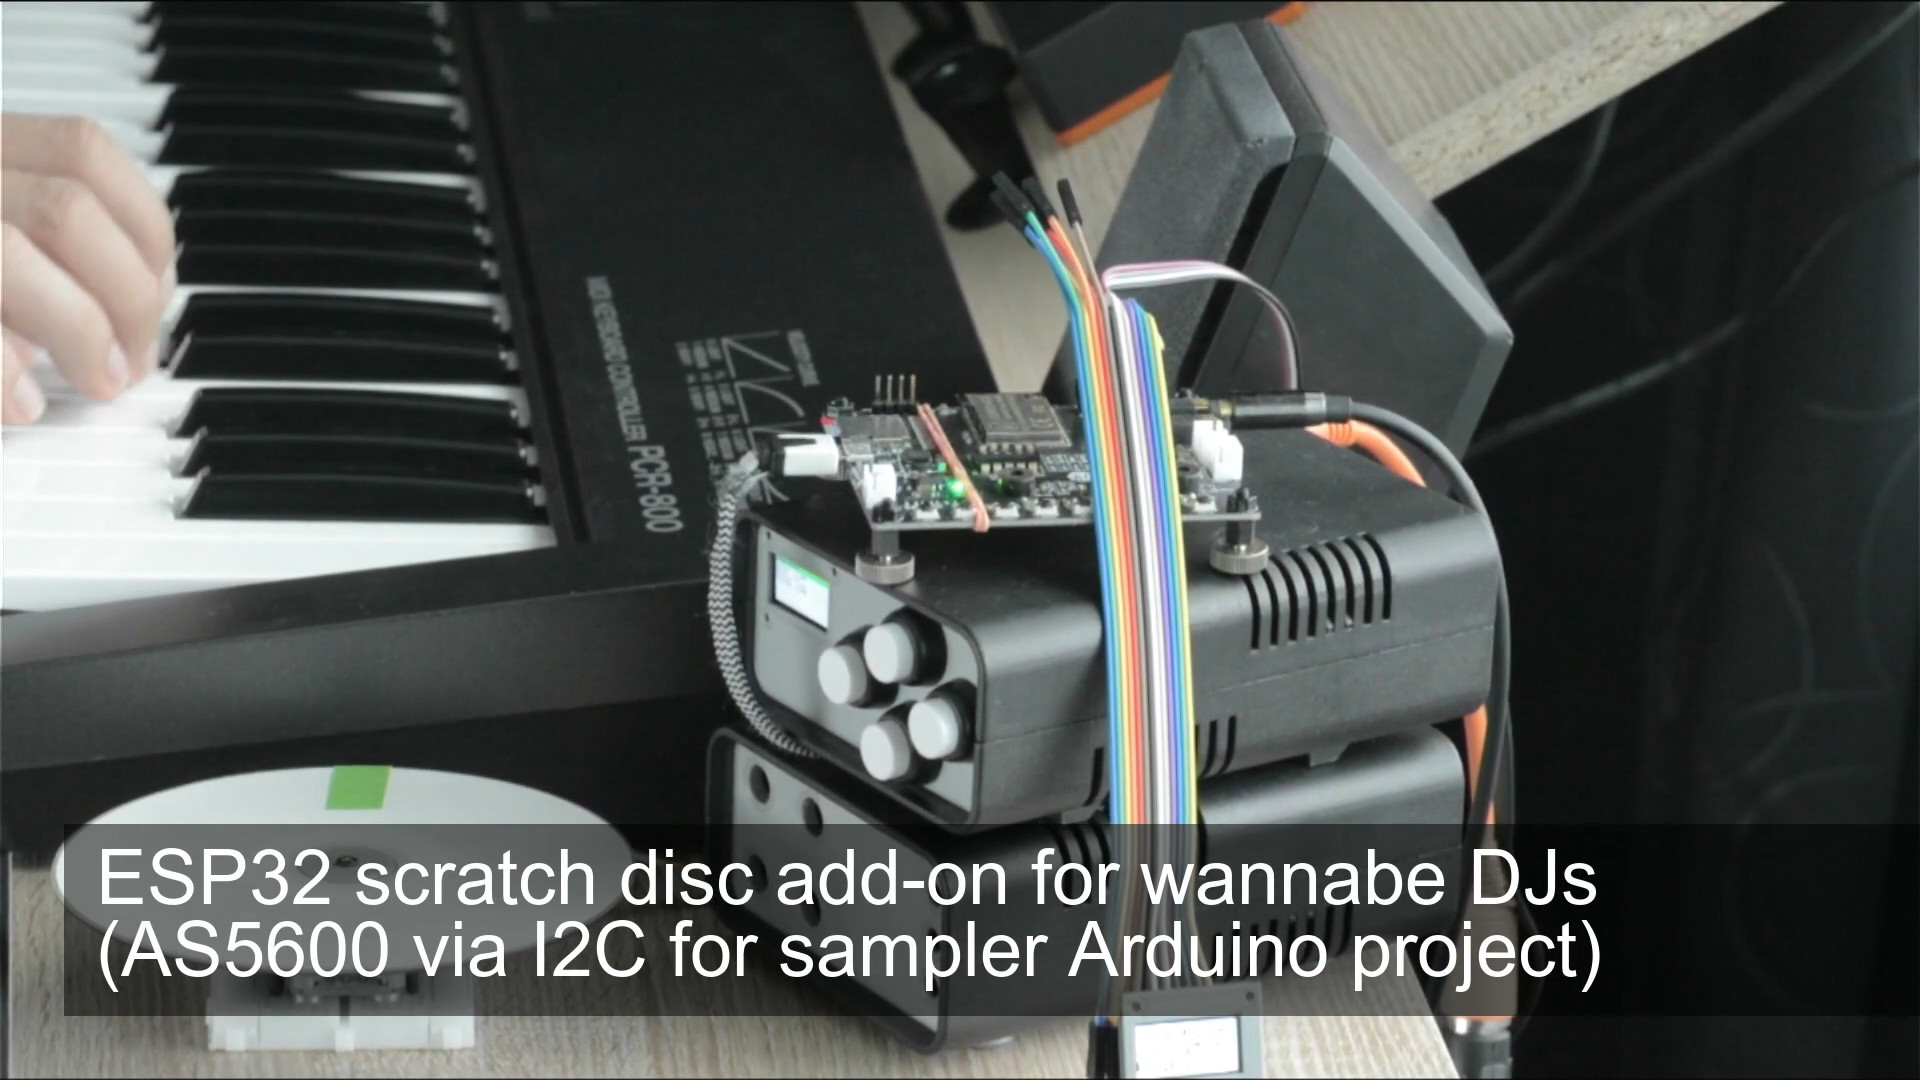 MIDI KEYBOARD CONTROLLER PCR-800
ESP32 scratch disc add-on for wannabe DJs
(AS5600 via I2C for sampler Arduino project)